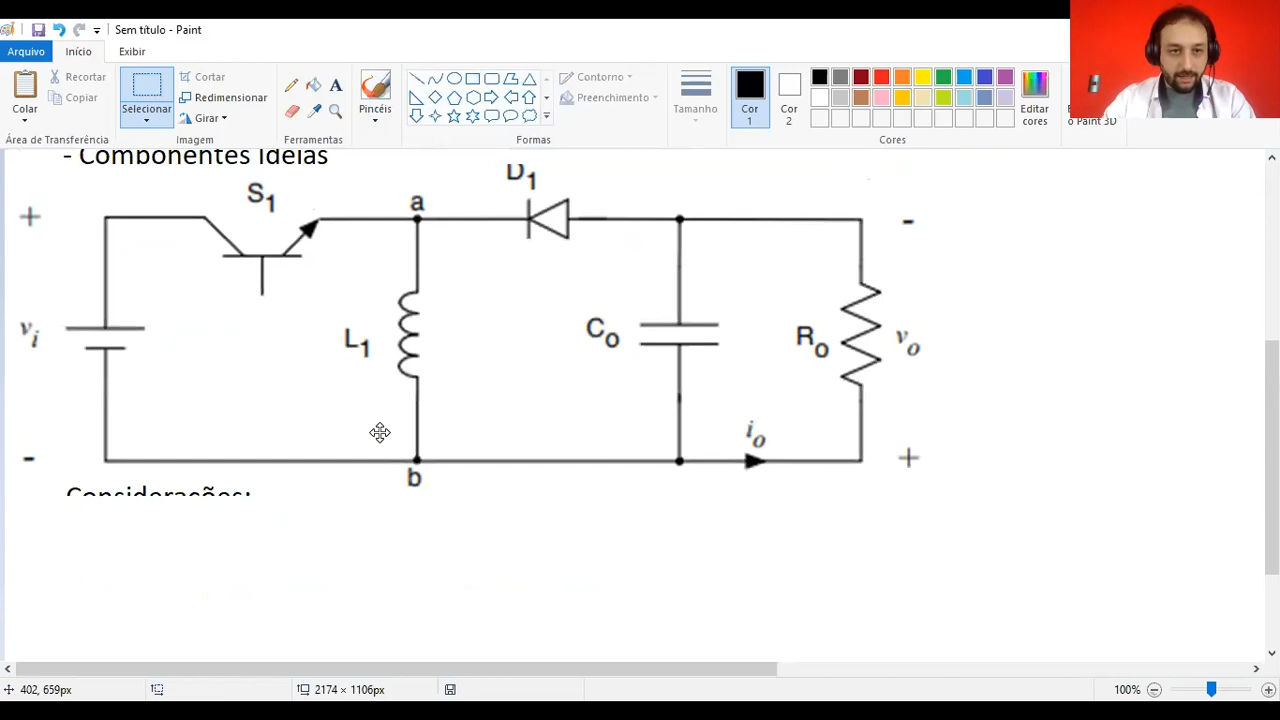 Sem título - Paint
Arquivo Início Exibir
Colar
Recortar
Copiar
Área de Transferência
Selecionar
Cortar
Redimensionar
Girar
Imagem
A
Ferramentas
Pincéis
Contorno
Preenchimento
Formas
Tamanho
Cor 1
Cor 2
Cores
Editar cores
o Paint 3D
- Componentes Ideias
+ S1 a D1 -
vi L1 Co Ro vo
io
- b +
Considerações:
402, 659px
2174 × 1106px
100%